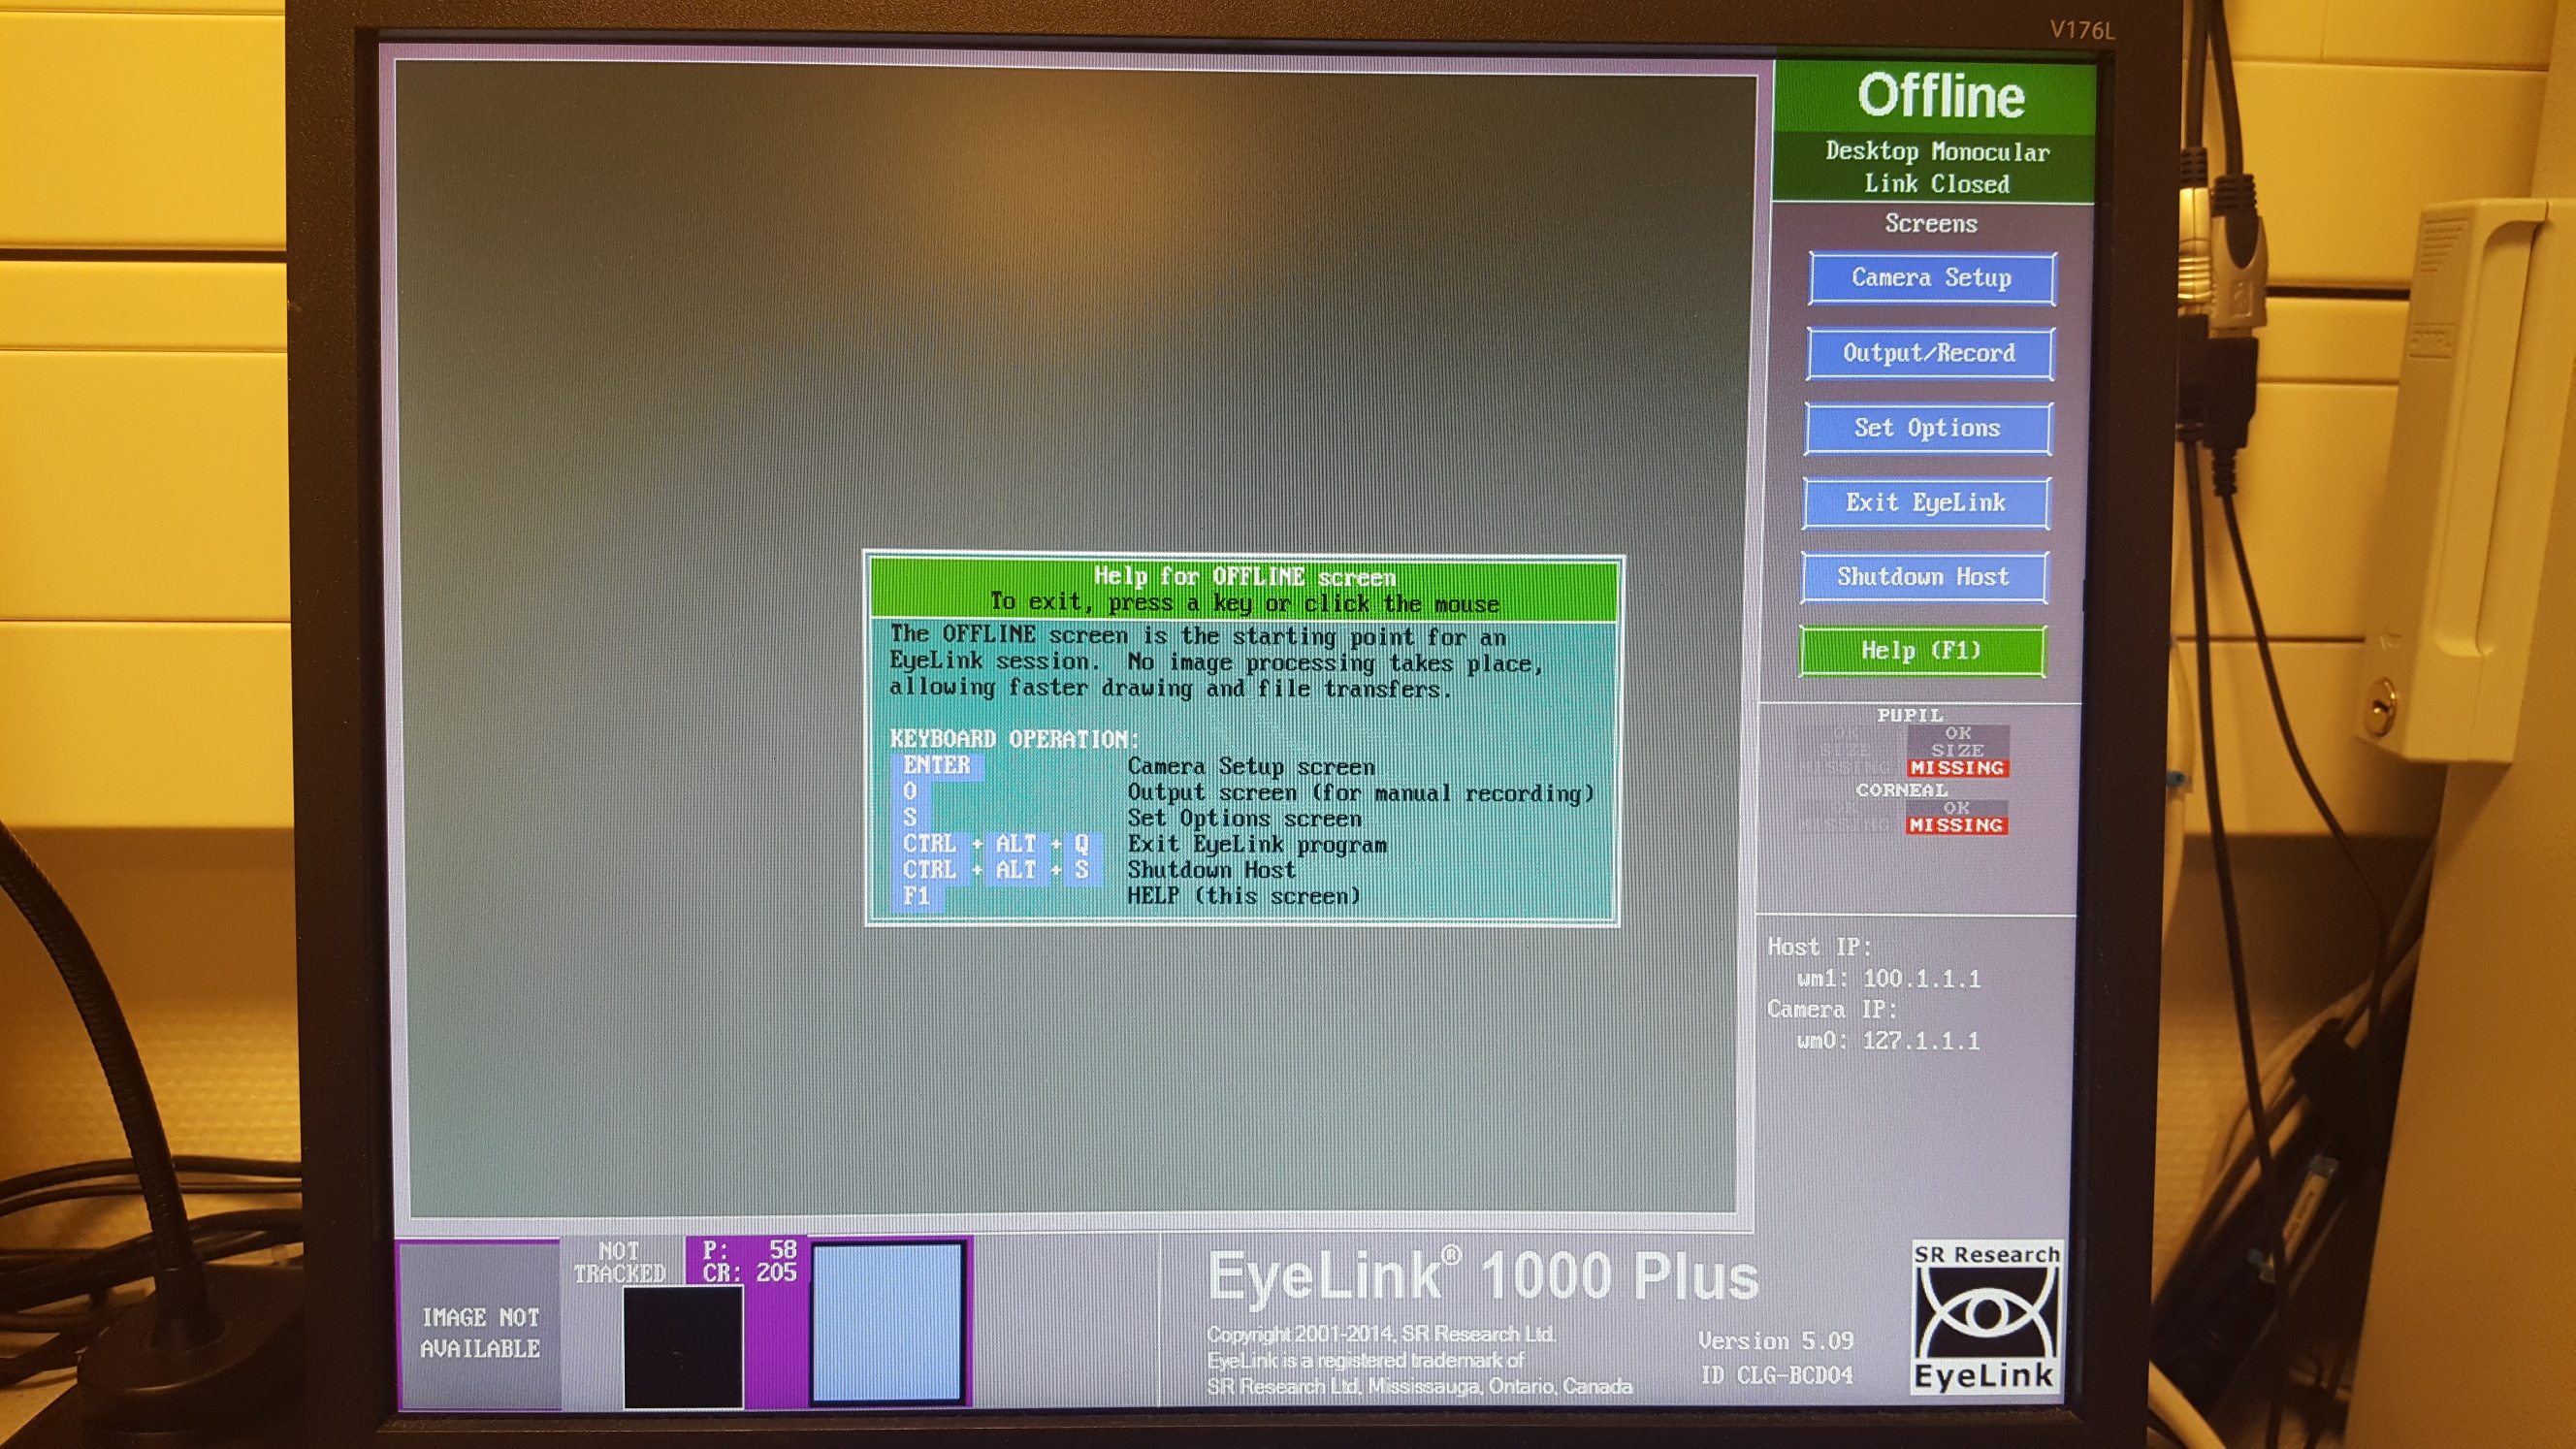 V176L
Offline
Desktop Monocular
Link Closed
Screens
Camera Setup
Output/Record
Set Options
Exit EyeLink
Shutdown Host
Help (F1)
PUPIL
OK OK
SIZE SIZE
MISSING MISSING
CORNEAL
OK
MISSING MISSING
Host IP:
wm1: 100.1.1.1
Camera IP:
wm0: 127.1.1.1
Help for OFFLINE screen
To exit, press a key or click the mouse
The OFFLINE screen is the starting point for an
EyeLink session. No image processing takes place,
allowing faster drawing and file transfers.
KEYBOARD OPERATION:
ENTER Camera Setup screen
O Output screen (for manual recording)
S Set Options screen
CTRL + ALT + Q Exit EyeLink program
CTRL + ALT + S Shutdown Host
F1 HELP (this screen)
IMAGE NOT
AVAILABLE
NOT
TRACKED
P: 58
CR: 205
EyeLink® 1000 Plus
Copyright 2001-2014, SR Research Ltd.
EyeLink is a registered trademark of
SR Research Ltd, Mississauga, Ontario, Canada
Version 5.09
ID CLG-BCD04
SR Research
EyeLink